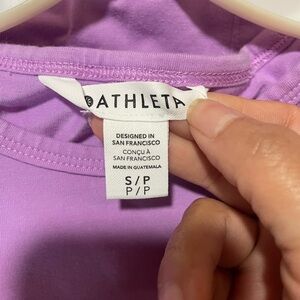 ATHLETA
DESIGNED IN
SAN FRANCISCO
CONÇU À
SAN FRANCISCO
MADE IN GUATEMALA
S/P
P/P